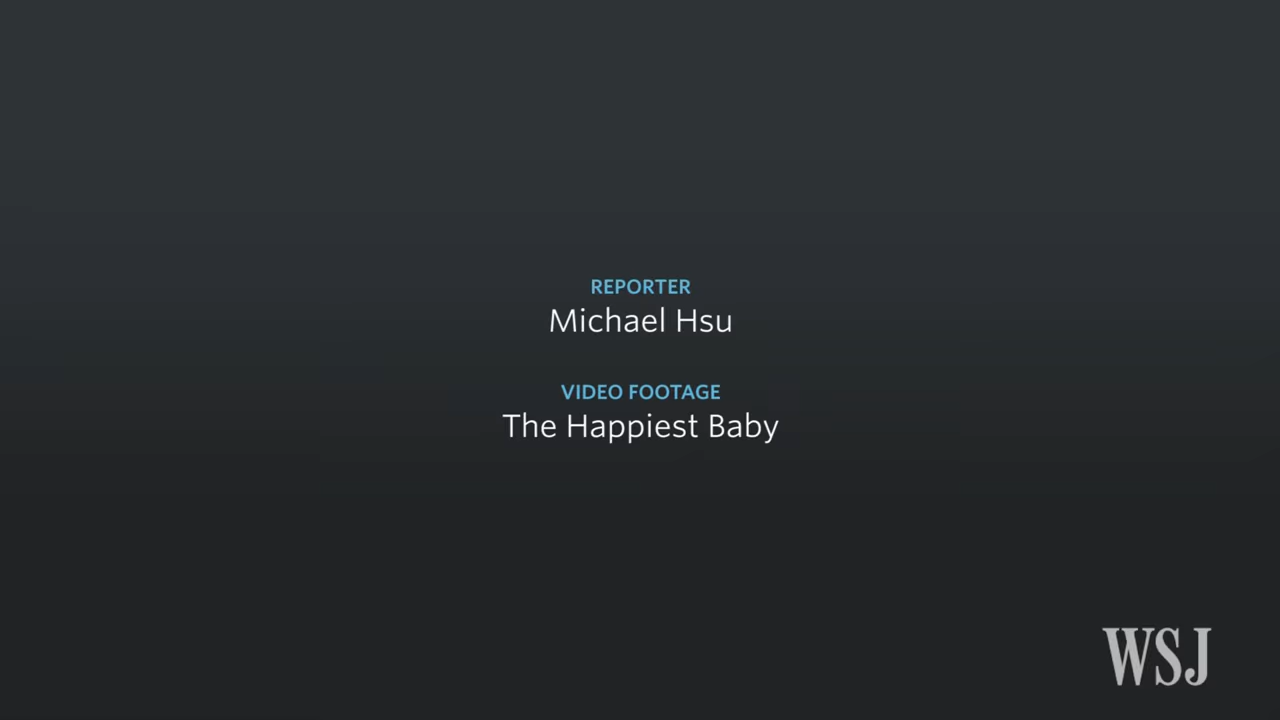 REPORTER
Michael Hsu
VIDEO FOOTAGE
The Happiest Baby
WSJ